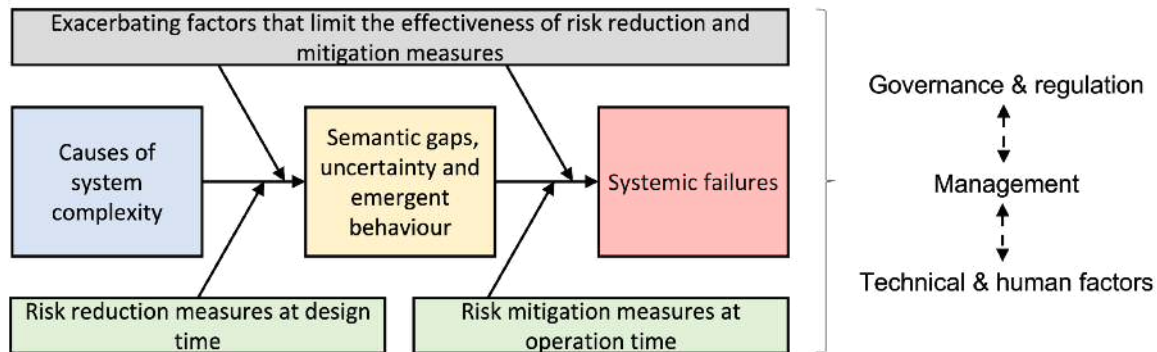 Exacerbating factors that limit the effectiveness of risk reduction and
mitigation measures
Causes of
system
complexity
Semantic gaps,
uncertainty and
emergent
behaviour
Systemic failures
Risk reduction measures at design
time
Risk mitigation measures at
operation time
Governance & regulation
Management
Technical & human factors